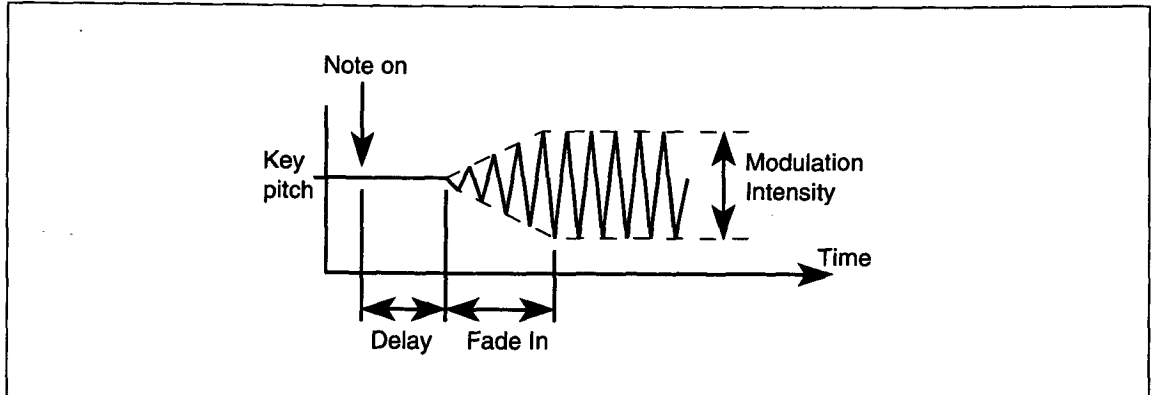 Note on
Key
pitch
Modulation
Intensity
Time
Delay
Fade In